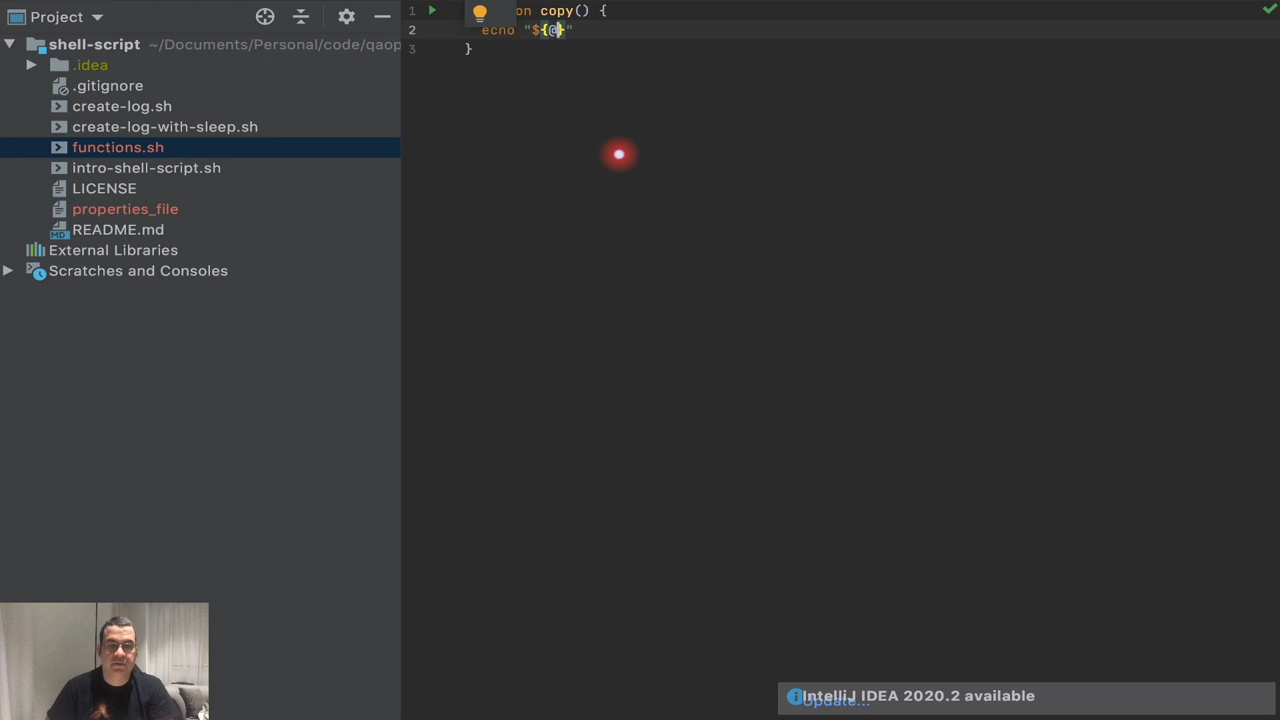 Project
shell-script ~/Documents/Personal/code/qaop
.idea
.gitignore
create-log.sh
create-log-with-sleep.sh
functions.sh
intro-shell-script.sh
LICENSE
properties_file
README.md
External Libraries
Scratches and Consoles
1 on copy() {
2 echo "${@}"
3 }
IntelliJ IDEA 2020.2 available
Update...